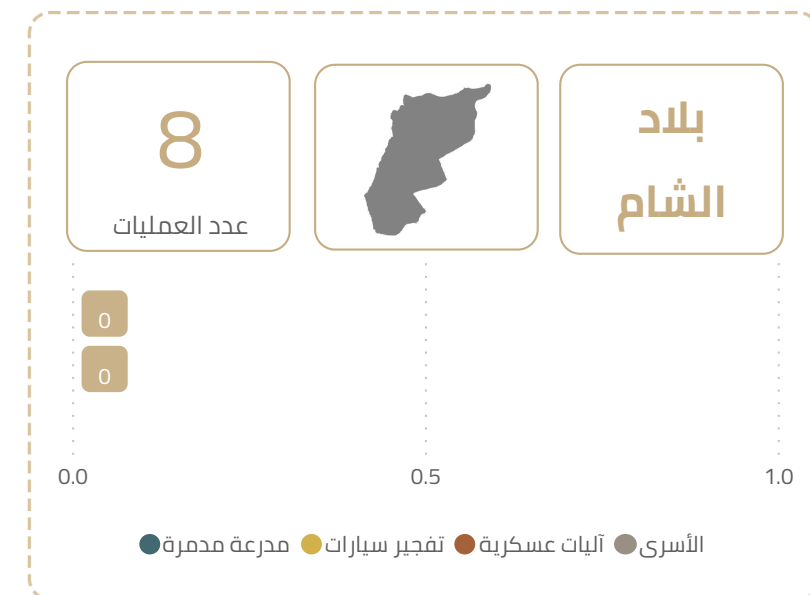 بلاد
الشام
8
عدد العمليات
0
0
0.0 0.5 1.0
الأسرى آليات عسكرية تفجير سيارات مدرعة مدمرة